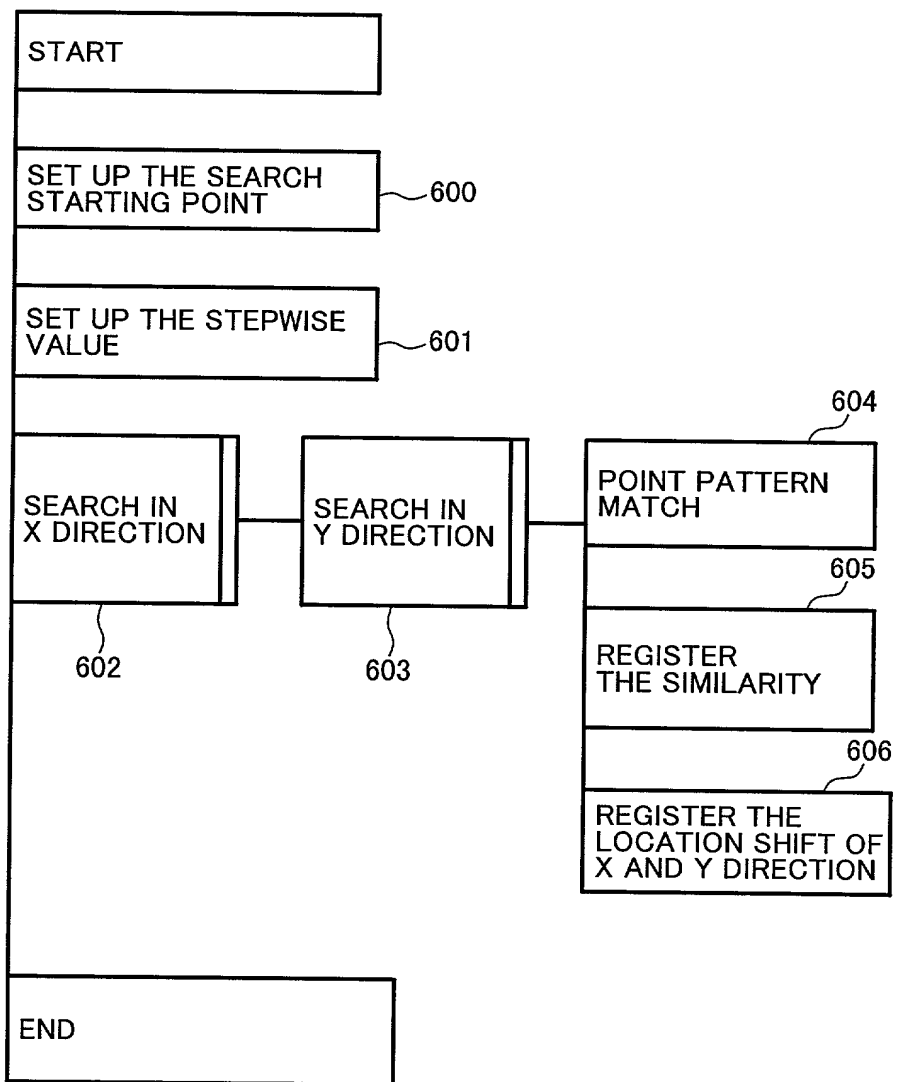 START
SET UP THE SEARCH
STARTING POINT
600
SET UP THE STEPWISE
VALUE
601
SEARCH IN
X DIRECTION
602
SEARCH IN
Y DIRECTION
603
604
POINT PATTERN
MATCH
605
REGISTER
THE SIMILARITY
606
REGISTER THE
LOCATION SHIFT OF
X AND Y DIRECTION
END